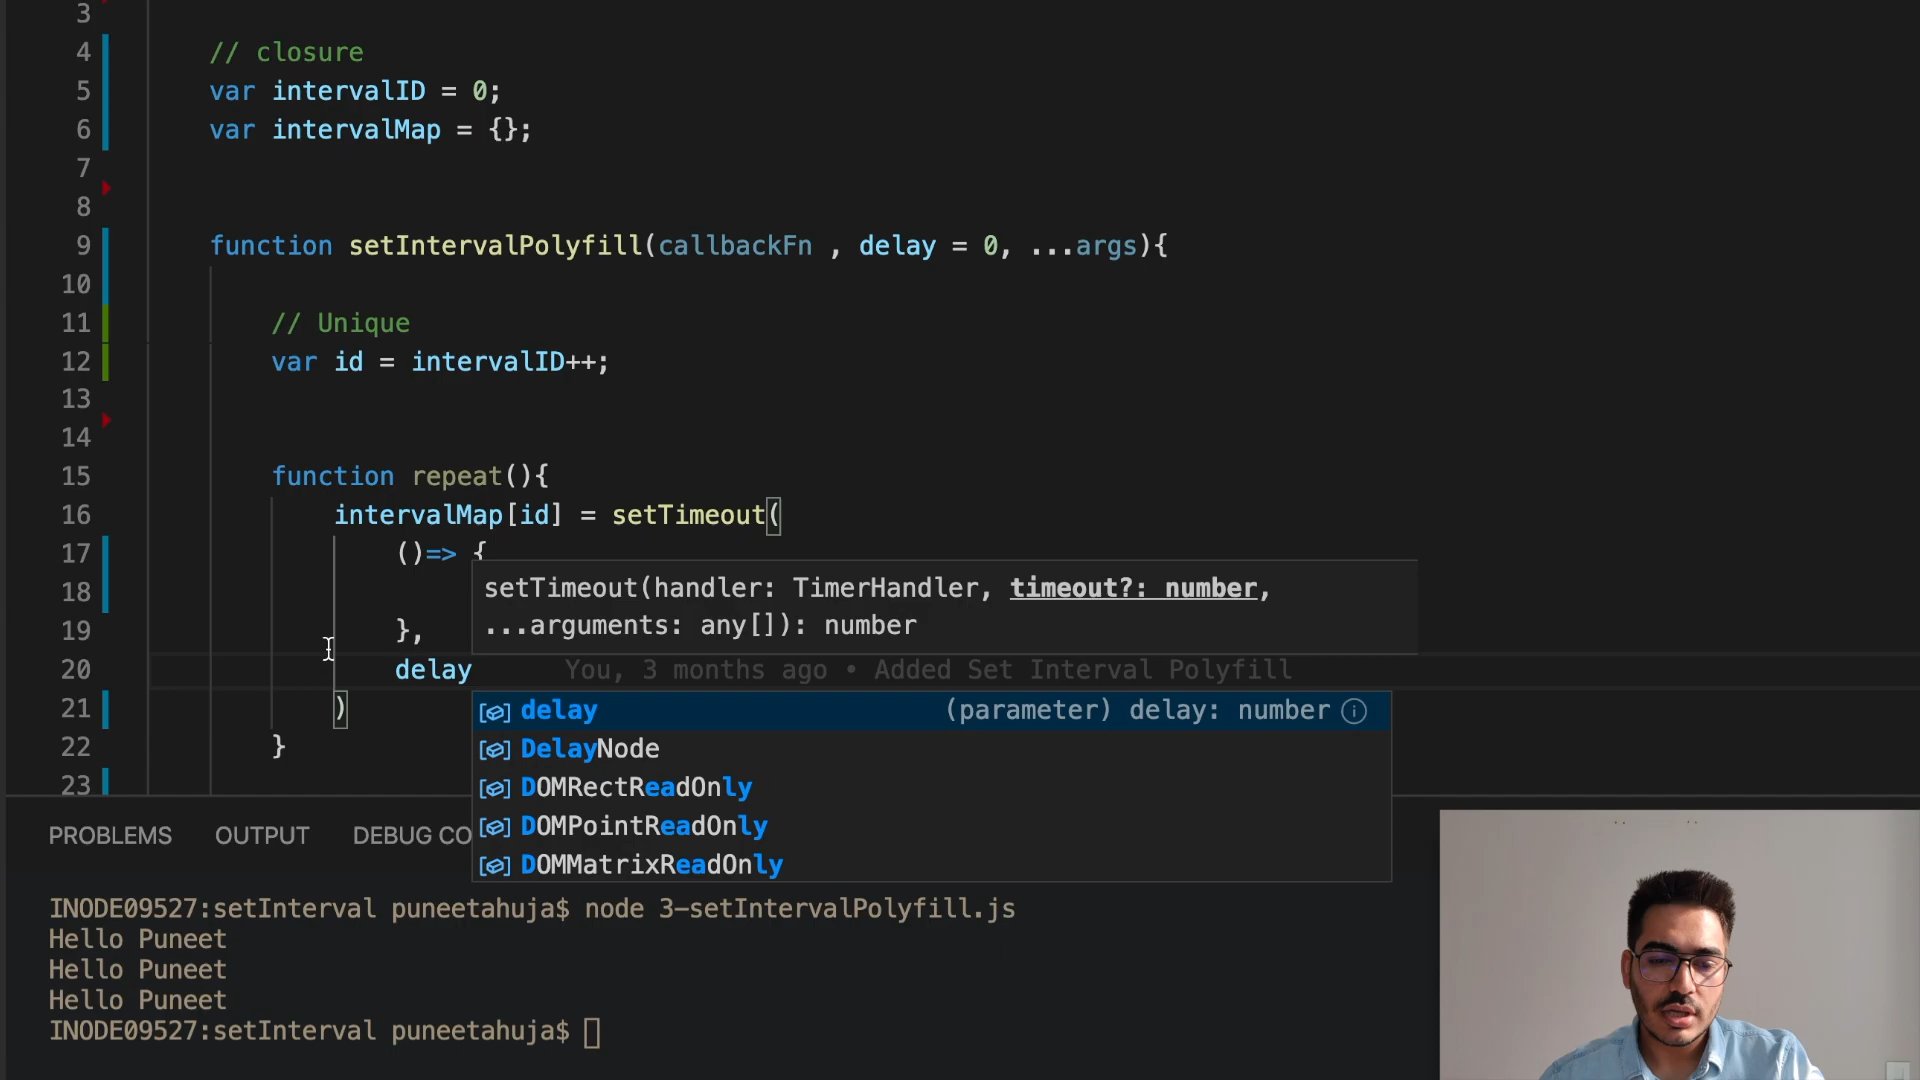 3
4 // closure
5 var intervalID = 0;
6 var intervalMap = {};
7
8
9 function setIntervalPolyfill(callbackFn , delay = 0, ...args){
10
11 // Unique
12 var id = intervalID++;
13
14
15 function repeat(){
16 intervalMap[id] = setTimeout(
17 ()=> {
setTimeout(handler: TimerHandler, timeout?: number,
18
...arguments: any[]): number
19 },
20 delay You, 3 months ago • Added Set Interval Polyfill
21 )
delay (parameter) delay: number
22 }
DelayNode
23
DOMRectReadOnly
DOMPointReadOnly
DOMMatrixReadOnly
PROBLEMS OUTPUT DEBUG CO
INODE09527:setInterval puneetahuja$ node 3-setIntervalPolyfill.js
Hello Puneet
Hello Puneet
Hello Puneet
INODE09527:setInterval puneetahuja$